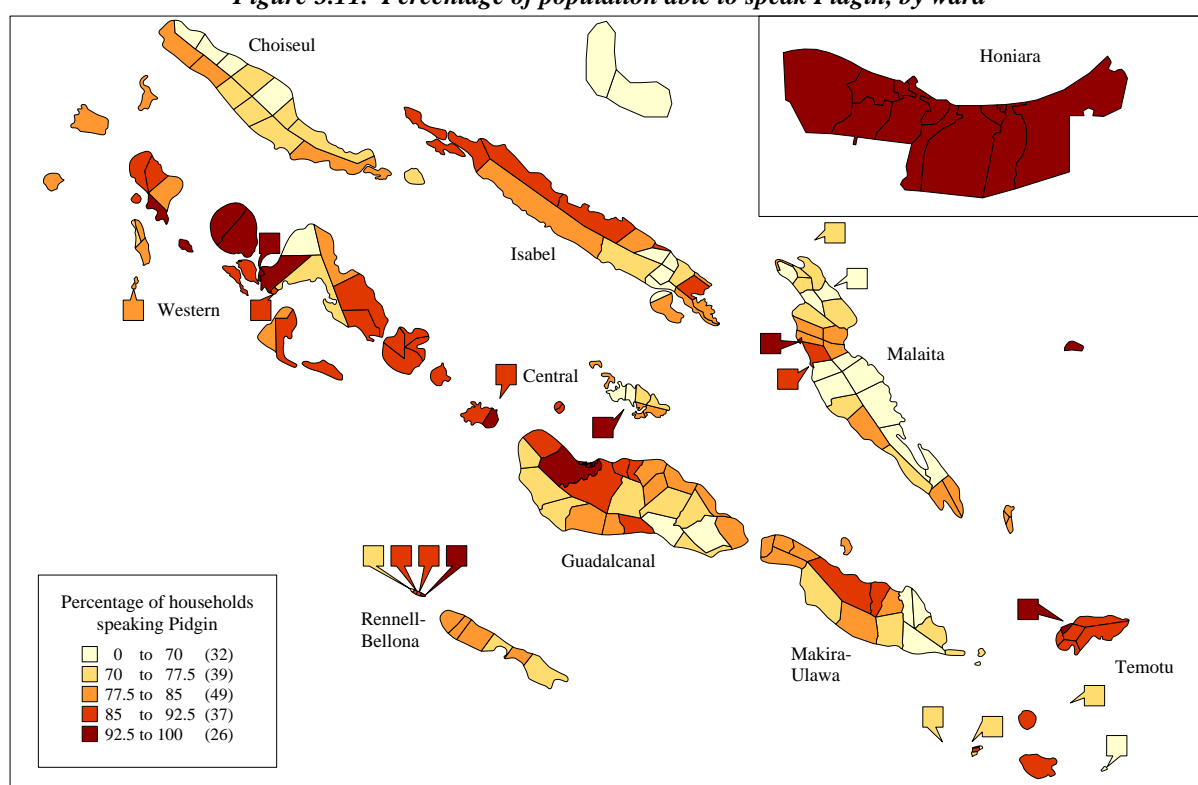 Figure 3.11. Percentage of population able to speak Pidgin, by ward
Choiseul
Honiara
Isabel
Western
Malaita
Central
Guadalcanal
Rennell-
Bellona
Makira-
Ulawa
Temotu
Percentage of households
speaking Pidgin
0 to 70 (32)
70 to 77.5 (39)
77.5 to 85 (49)
85 to 92.5 (37)
92.5 to 100 (26)